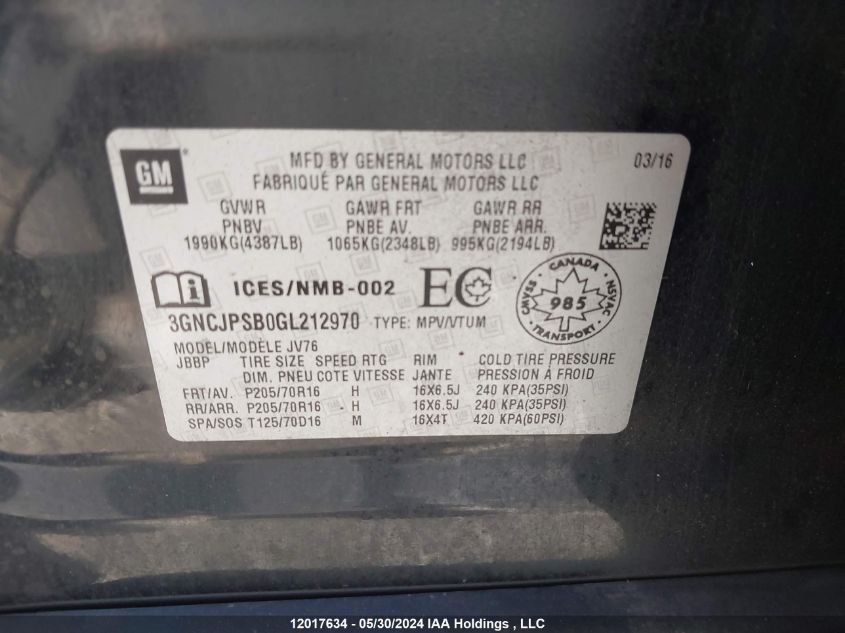 GM ® MFD BY GENERAL MOTORS LLC 03/16
FABRIQUÉ PAR GENERAL MOTORS LLC
GVWR GAWR FRT GAWR RR
PNBV PNBE AV. PNBE ARR.
1990KG(4387LB) 1065KG(2348LB) 995KG(2194LB)
ICES/NMB-002 EC
CANADA
CMVSS 985 NSVAC
TRANSPORT
3GNCJPSB0GL212970 TYPE: MPV/VTUM
MODEL/MODÈLE JV76
JBBP TIRE SIZE SPEED RTG RIM COLD TIRE PRESSURE
DIM. PNEU COTE VITESSE JANTE PRESSION À FROID
FRT/AV. P205/70R16 H 16X6.5J 240 KPA(35PSI)
RR/ARR. P205/70R16 H 16X6.5J 240 KPA(35PSI)
SPA/SOS T125/70D16 M 16X4T 420 KPA(60PSI)
12017634 - 05/30/2024 IAA Holdings , LLC